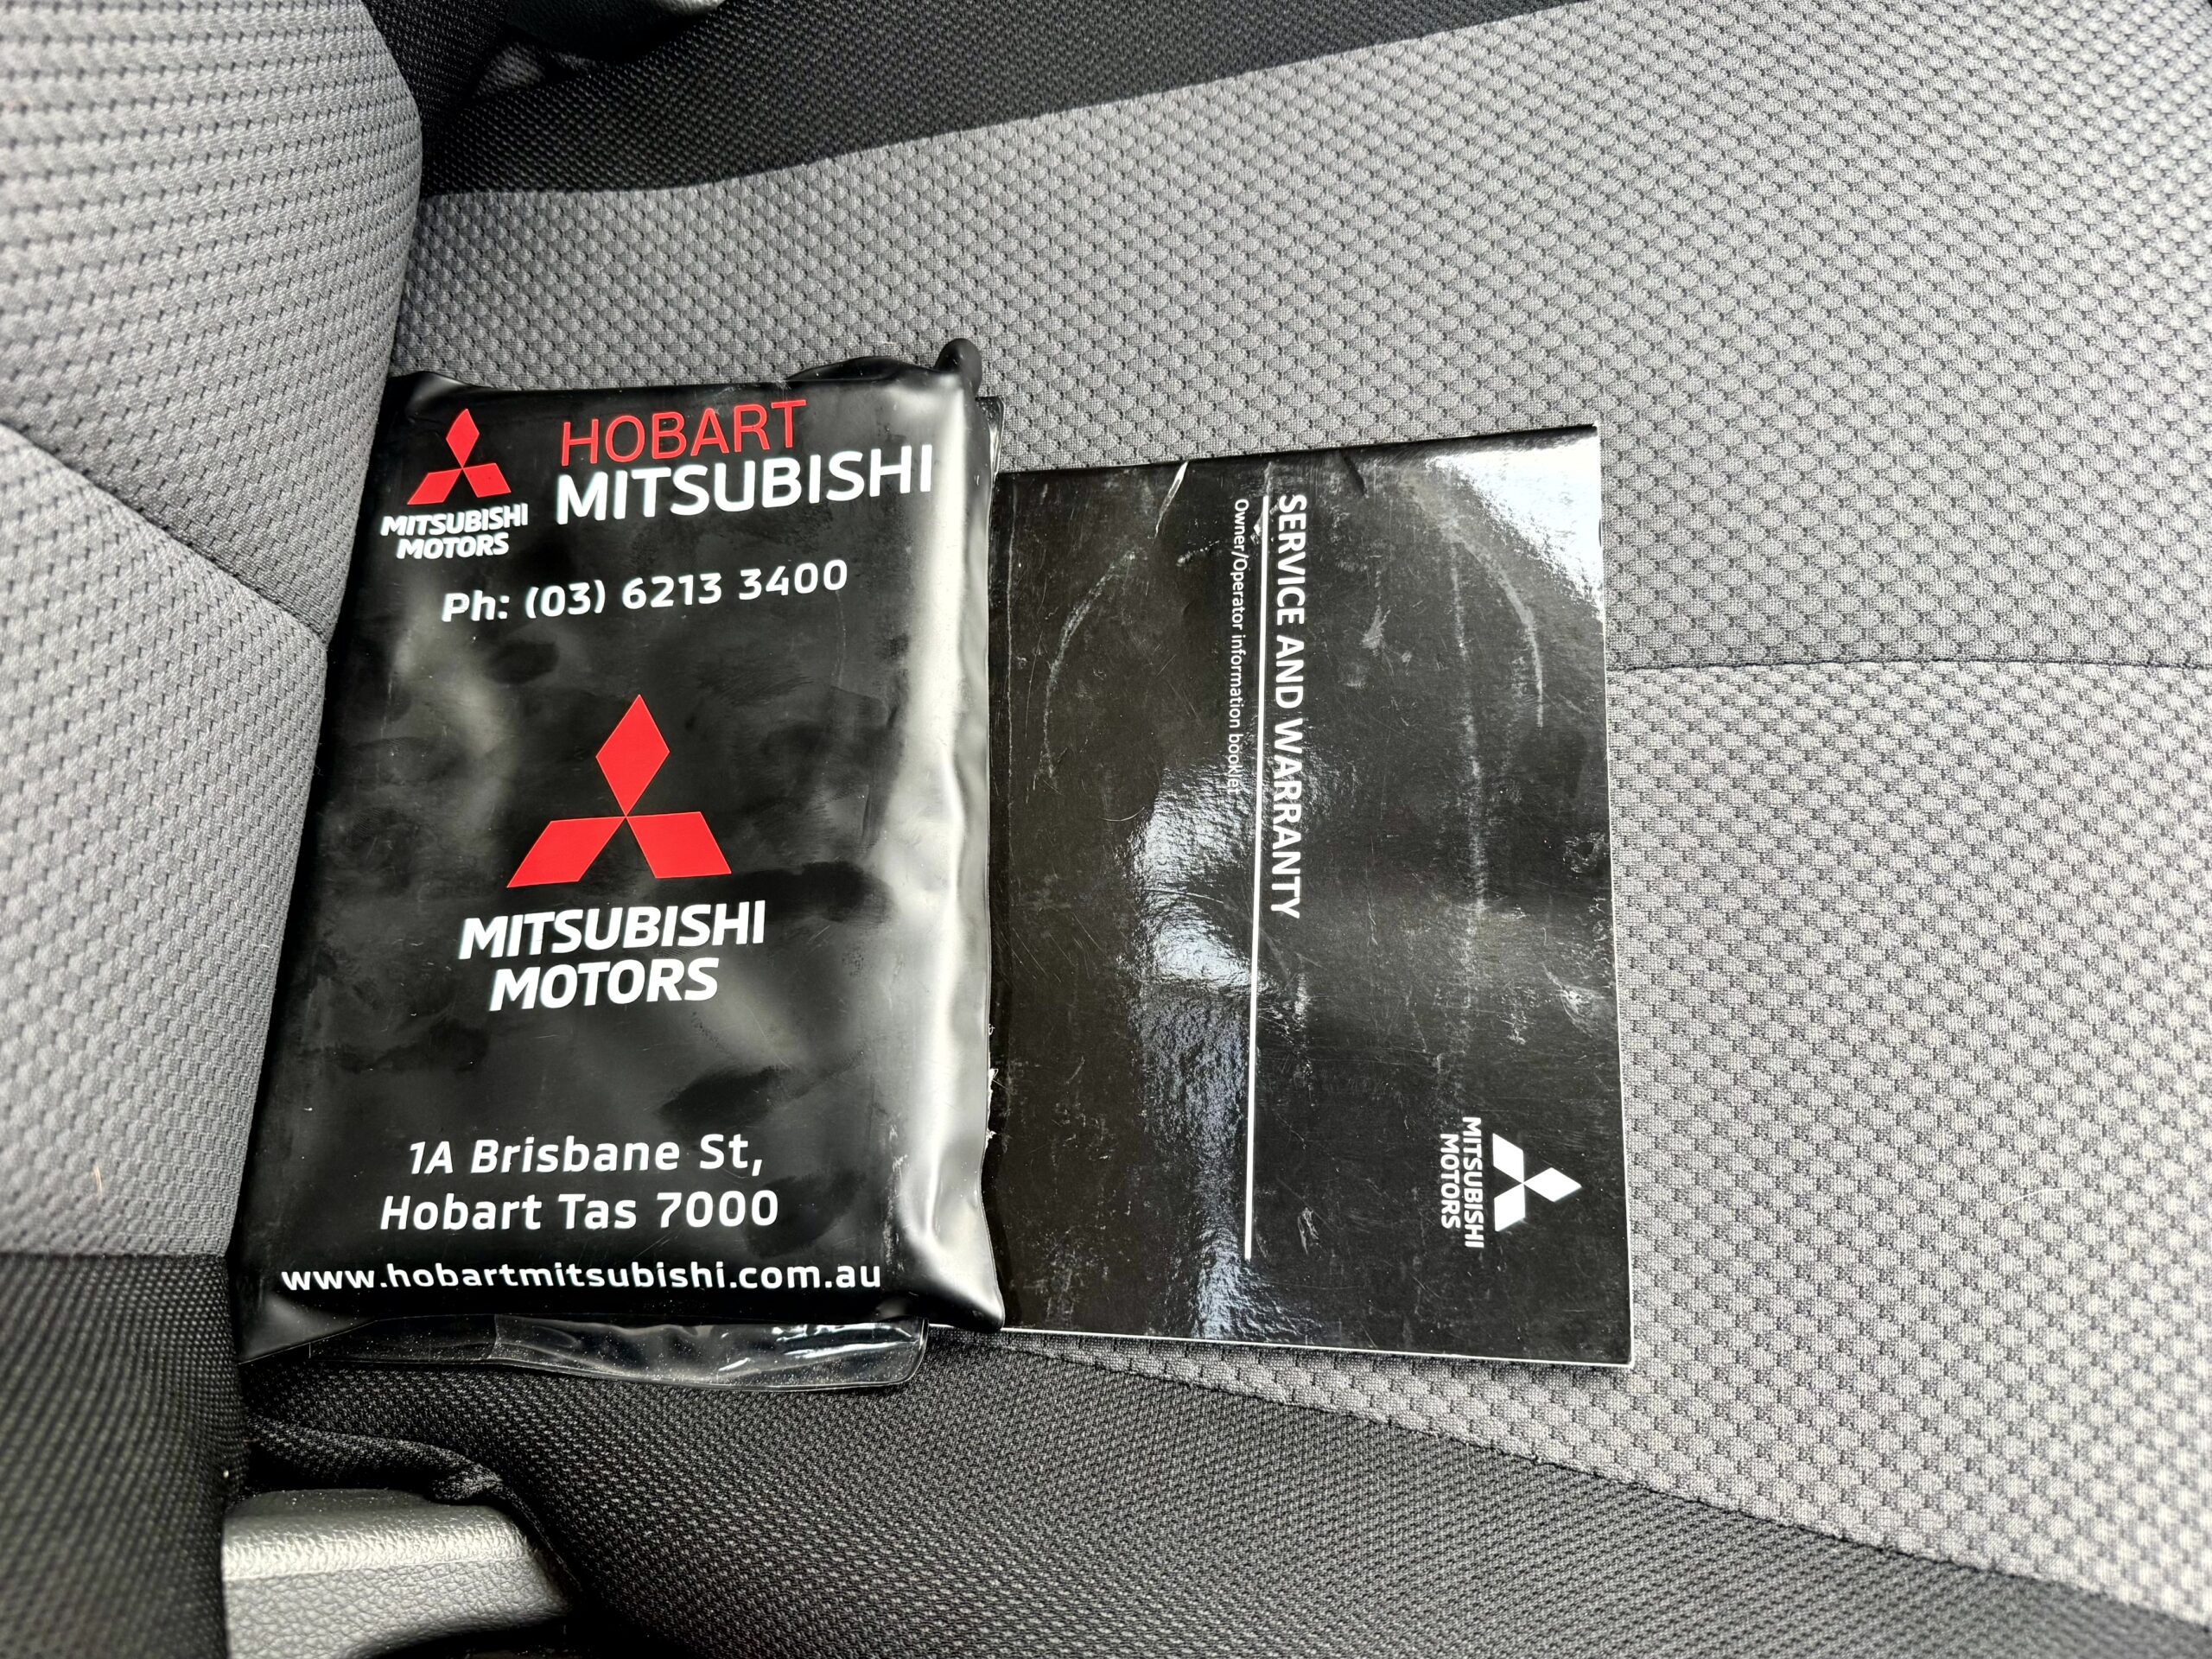 HOBART
MITSUBISHI
MITSUBISHI
MOTORS
Ph: (03) 6213 3400
MITSUBISHI
MOTORS
1A Brisbane St,
Hobart Tas 7000
www.hobartmitsubishi.com.au
MITSUBISHI
MOTORS
SERVICE AND WARRANTY
Owner/Operator information booklet